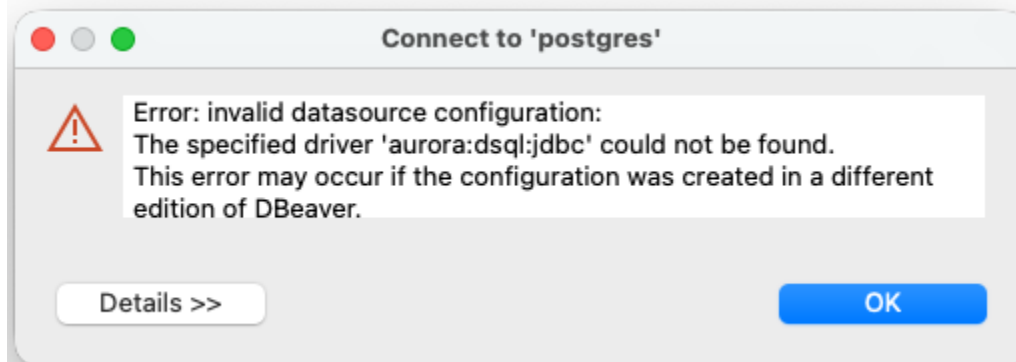 Connect to 'postgres'
Error: invalid datasource configuration:
The specified driver 'aurora:dsql:jdbc' could not be found.
This error may occur if the configuration was created in a different
edition of DBeaver.
Details >>
OK